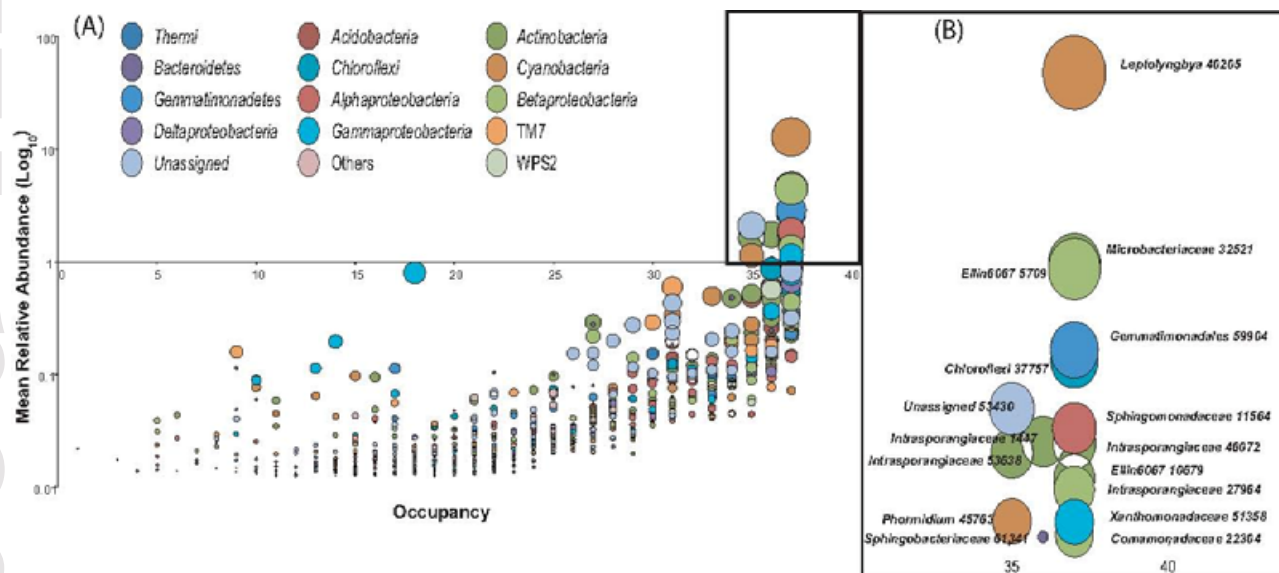 (A)
Thermi Acidobacteria Actinobacteria
Bacteroidetes Chloroflexi Cyanobacteria
Gemmatimonadetes Alphaproteobacteria Betaproteobacteria
Deltaproteobacteria Gammaproteobacteria TM7
Unassigned Others WPS2
Mean Relative Abundance (Log10)
100
10
1
0.1
0.01
0 5 10 15 20 25 30 35 40
Occupancy
(B)
Leptolyngbya 46265
Microbacteriaceae 32521
Ellin6067 5709
Gemmatimonadales 59964
Chloroflexi 37757
Unassigned 53430
Sphingomonadaceae 11564
Intrasporangiaceae 1447
Intrasporangiaceae 46672
Intrasporangiaceae 53638
Ellin6067 10679
Intrasporangiaceae 27964
Phormidium 45763
Xanthomonadaceae 51358
Sphingobacteriaceae 61341
Comamonadaceae 22364
35 40